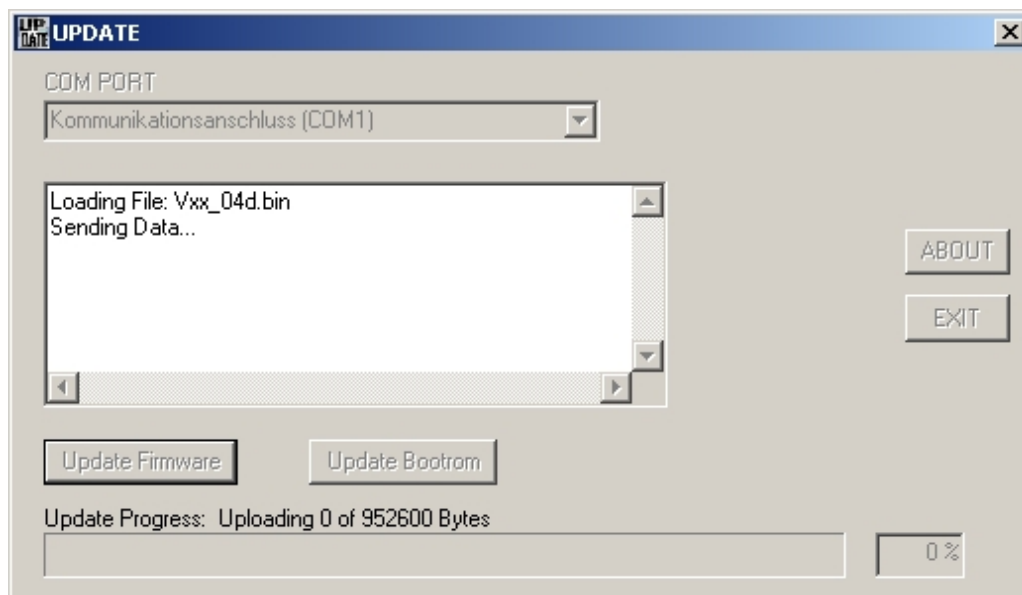 UP DATE UPDATE
COM PORT
Kommunikationsanschluss (COM1)
Loading File: Vxx_04d.bin
Sending Data...
ABOUT
EXIT
Update Firmware Update Bootrom
Update Progress: Uploading 0 of 952600 Bytes
0 %